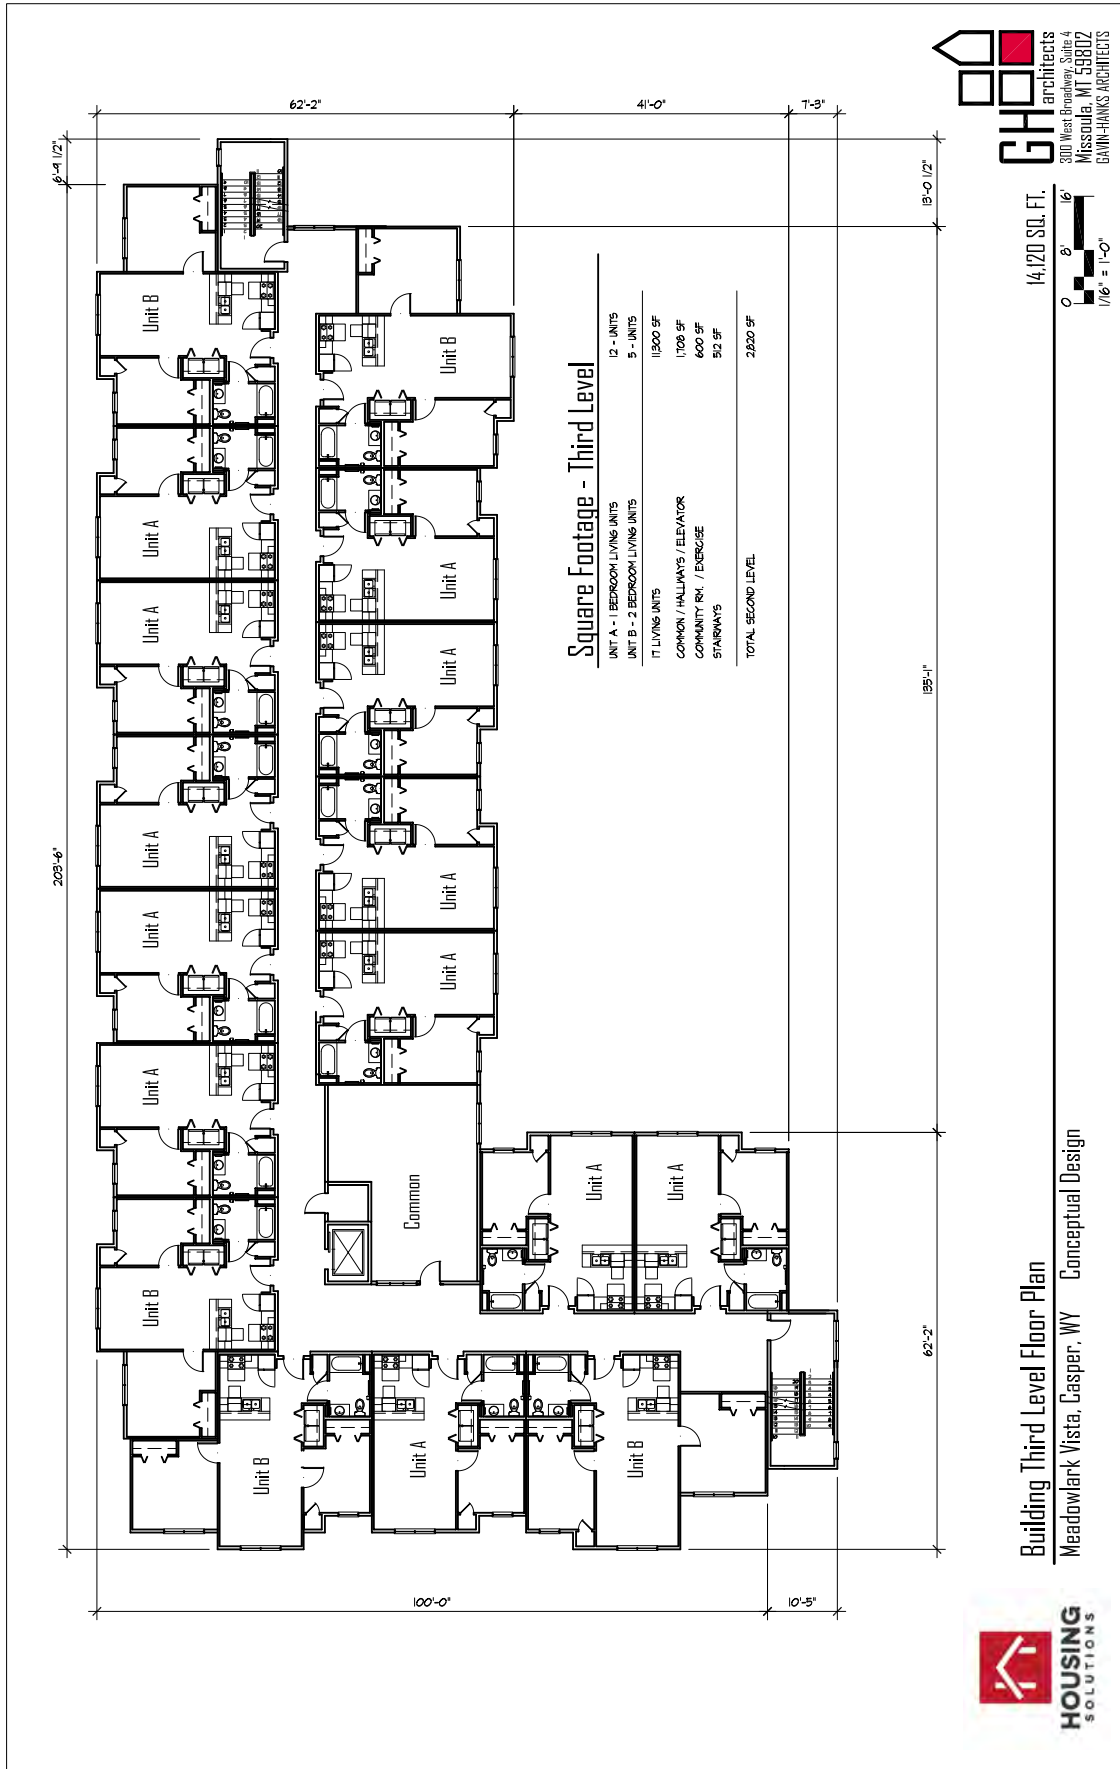 6'-9 1/2"
203'-6"
62'-2"
41'-0"
7'-3"
13'-0 1/2"
135'-1"
62'-2"
100'-0"
10'-5"
Unit B
Unit A
Unit A
Unit A
Unit A
Unit A
Unit B
Unit B
Unit A
Unit A
Unit A
Unit A
Common
Unit A
Unit A
Unit B
Unit A
Unit B
Square Footage - Third Level
UNIT A - 1 BEDROOM LIVING UNITS 12 - UNITS
UNIT B - 2 BEDROOM LIVING UNITS 5 - UNITS
17 LIVING UNITS 11,300 SF
COMMON / HALLWAYS / ELEVATOR 1,708 SF
COMMUNITY RM. / EXERCISE 600 SF
STAIRWAYS 512 SF
TOTAL SECOND LEVEL 2,820 SF
Building Third Level Floor Plan 14,120 SQ. FT.
Meadowlark Vista, Casper, WY Conceptual Design
0 8' 16'
1/16" = 1'-0"
GH architects
300 West Broadway, Suite 4
Missoula, MT 59802
GAVIN-HANKS ARCHITECTS
HOUSING
SOLUTIONS